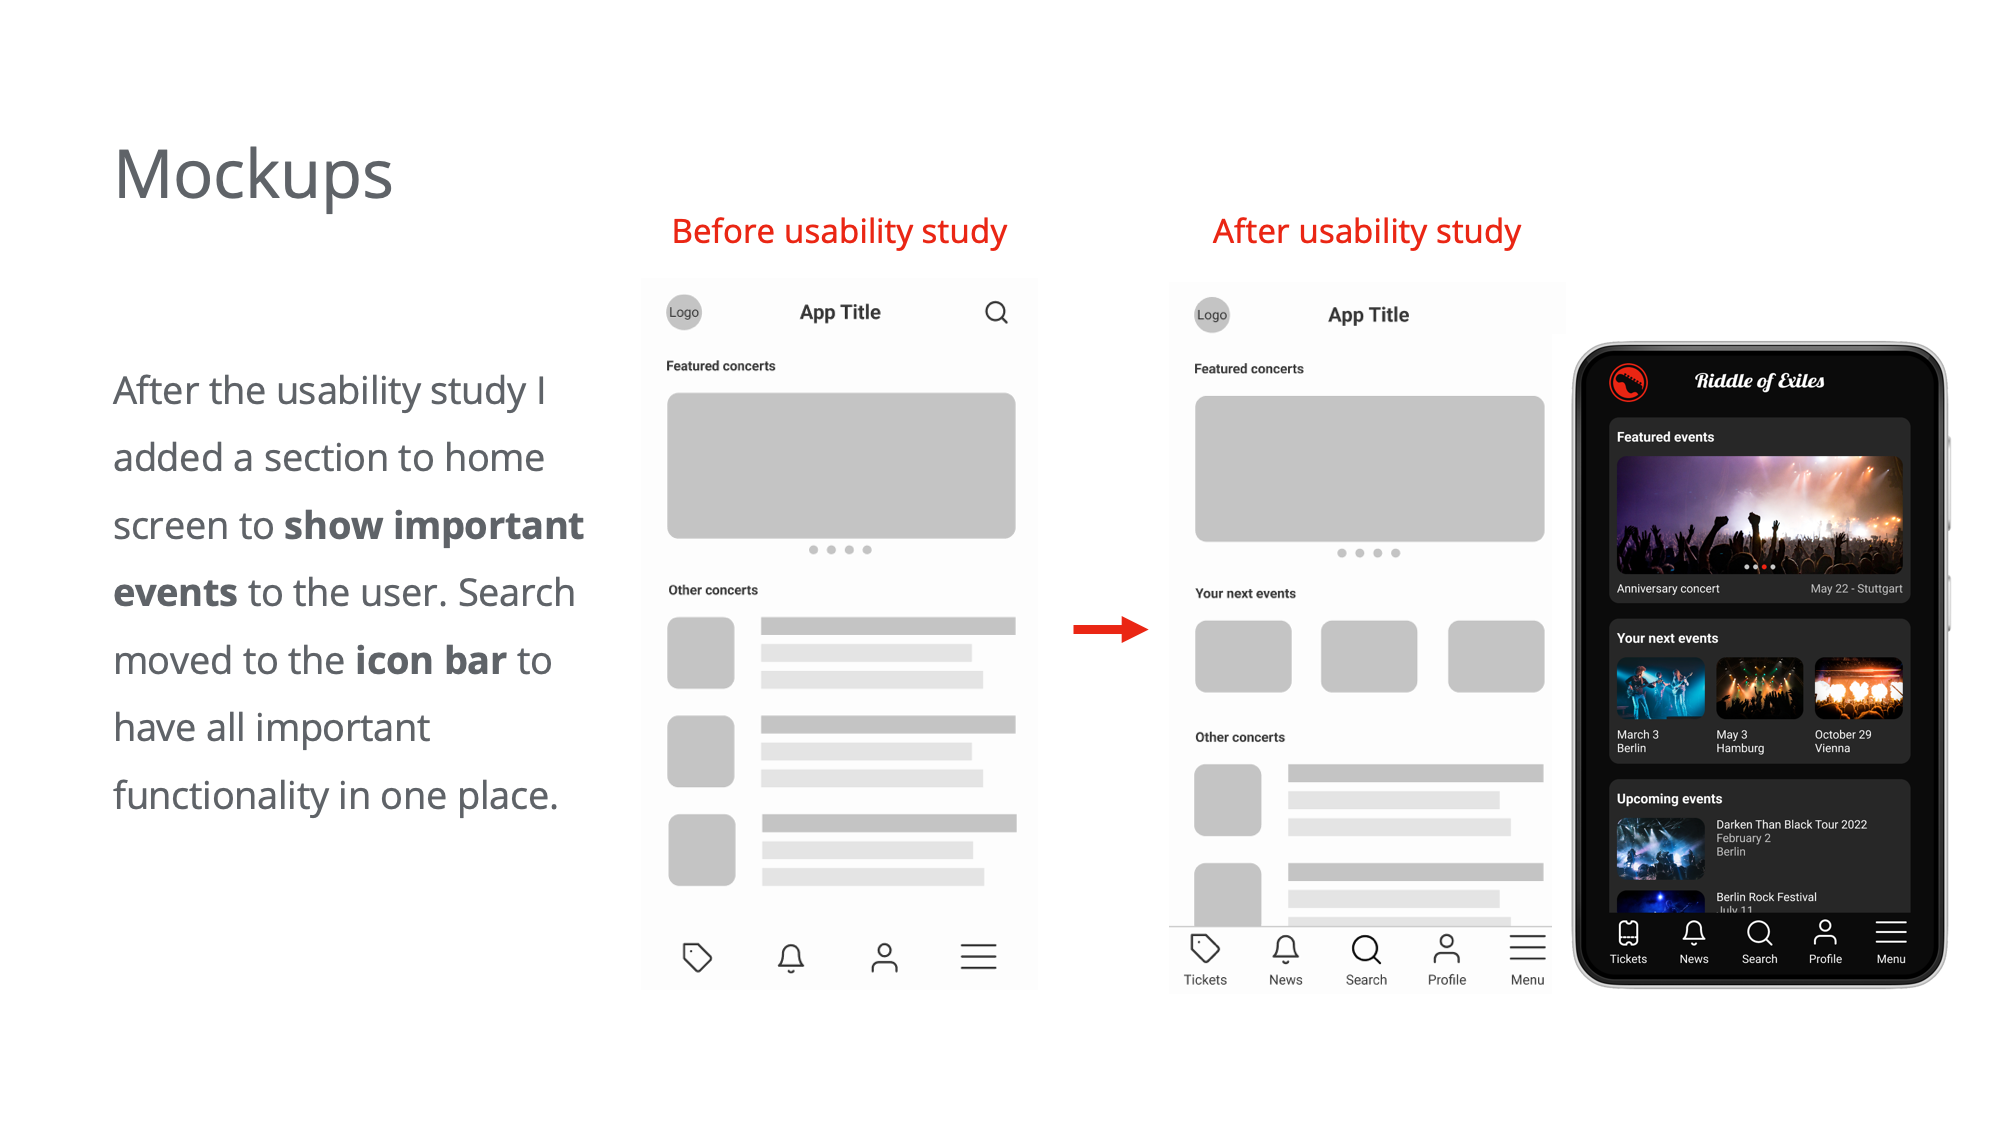 Mockups
After the usability study I
added a section to home
screen to show important
events to the user. Search
moved to the icon bar to
have all important
functionality in one place.
Before usability study
Logo
App Title
Featured concerts
Other concerts
After usability study
Logo
App Title
Featured concerts
Your next events
Other concerts
Tickets
News
Search
Profile
Menu
Riddle of Exiles
Featured events
Anniversary concert
May 22 - Stuttgart
Your next events
March 3
Berlin
May 3
Hamburg
October 29
Vienna
Upcoming events
Darken Than Black Tour 2022
February 2
Berlin
Berlin Rock Festival
July 11
Tickets
News
Search
Profile
Menu